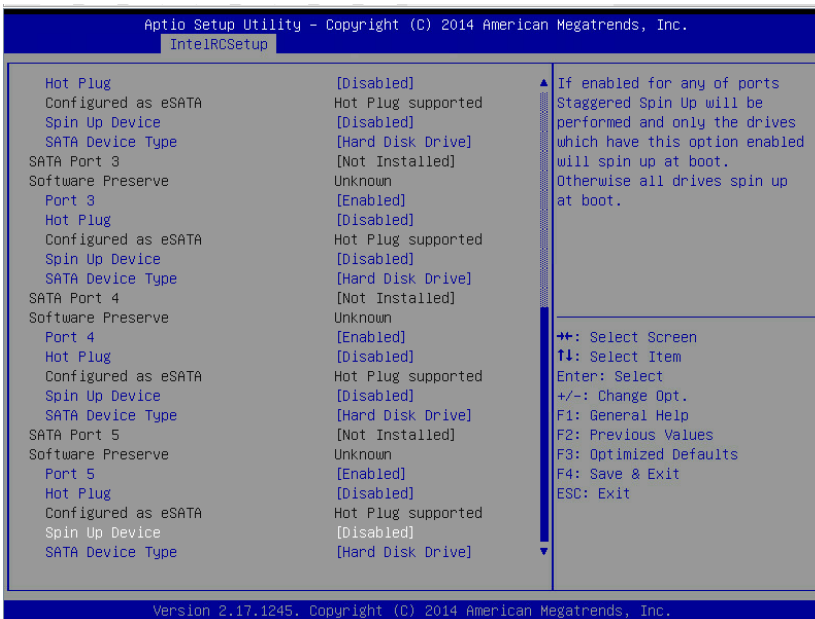 Aptio Setup Utility – Copyright (C) 2014 American Megatrends, Inc.
IntelRCSetup
Hot Plug [Disabled]
Configured as eSATA Hot Plug supported
Spin Up Device [Disabled]
SATA Device Type [Hard Disk Drive]
SATA Port 3 [Not Installed]
Software Preserve Unknown
Port 3 [Enabled]
Hot Plug [Disabled]
Configured as eSATA Hot Plug supported
Spin Up Device [Disabled]
SATA Device Type [Hard Disk Drive]
SATA Port 4 [Not Installed]
Software Preserve Unknown
Port 4 [Enabled]
Hot Plug [Disabled]
Configured as eSATA Hot Plug supported
Spin Up Device [Disabled]
SATA Device Type [Hard Disk Drive]
SATA Port 5 [Not Installed]
Software Preserve Unknown
Port 5 [Enabled]
Hot Plug [Disabled]
Configured as eSATA Hot Plug supported
Spin Up Device [Disabled]
SATA Device Type [Hard Disk Drive]
If enabled for any of ports
Staggered Spin Up will be
performed and only the drives
which have this option enabled
will spin up at boot.
Otherwise all drives spin up
at boot.
→←: Select Screen
↑↓: Select Item
Enter: Select
+/-: Change Opt.
F1: General Help
F2: Previous Values
F3: Optimized Defaults
F4: Save & Exit
ESC: Exit
Version 2.17.1245. Copyright (C) 2014 American Megatrends, Inc.